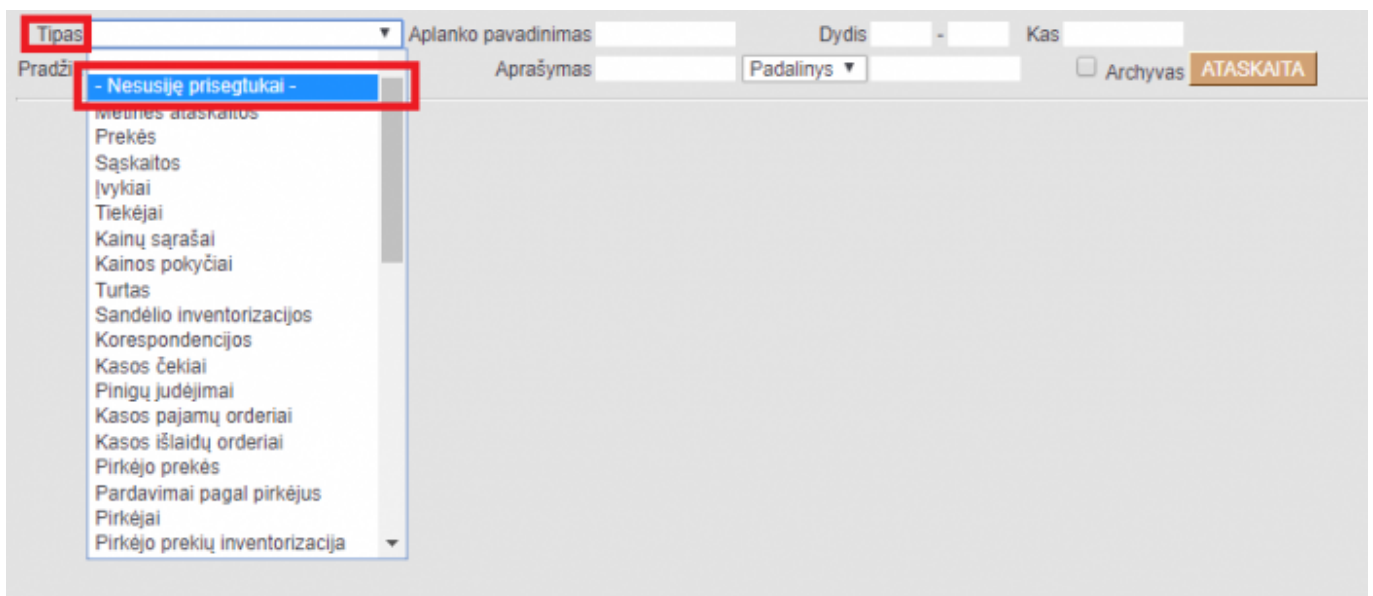 Tipas Aplanko pavadinimas Dydis - Kas
Aprašymas Padalinys Archyvas ATASKAITA
- Nesusiję prisegtukai -
Metinės ataskaitos
Prekės
Sąskaitos
Įvykiai
Tiekėjai
Kainų sąrašai
Kainos pokyčiai
Turtas
Sandėlio inventorizacijos
Korespondencijos
Kasos čekiai
Pinigų judėjimai
Kasos pajamų orderiai
Kasos išlaidų orderiai
Pirkėjo prekės
Pardavimai pagal pirkėjus
Pirkėjai
Pirkėjo prekių inventorizacija